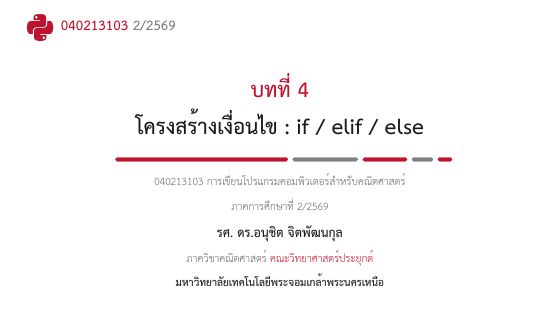 040213103 2/2569
บทที่ 4
โครงสร้างเงื่อนไข : if / elif / else
040213103 การเขียนโปรแกรมคอมพิวเตอร์สำหรับคณิตศาสตร์
ภาคการศึกษาที่ 2/2569
รศ. ดร.อนุชิต จิตพัฒนกุล
ภาควิชาคณิตศาสตร์ คณะวิทยาศาสตร์ประยุกต์
มหาวิทยาลัยเทคโนโลยีพระจอมเกล้าพระนครเหนือ